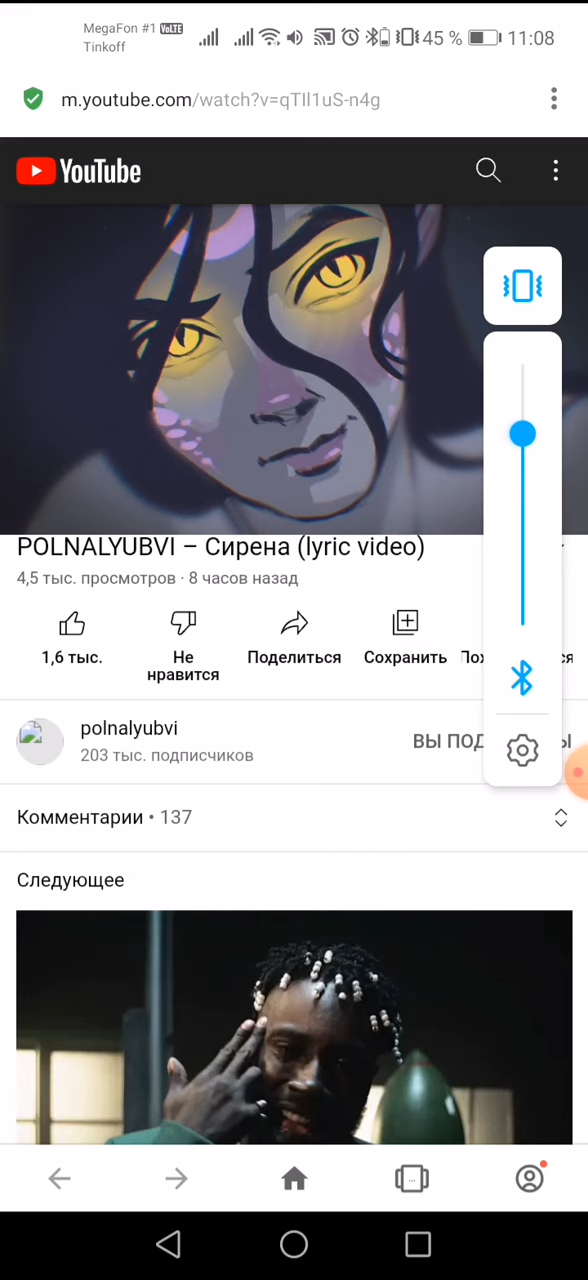 MegaFon #1 VoLTE
Tinkoff
45 % 11:08
m.youtube.com/watch?v=qTIl1uS-n4g
YouTube
POLNALYUBVI – Сирена (lyric video)
4,5 тыс. просмотров · 8 часов назад
1,6 тыс.
Не нравится
Поделиться
Сохранить
polnalyubvi
203 тыс. подписчиков
ВЫ ПОД
Комментарии • 137
Следующее